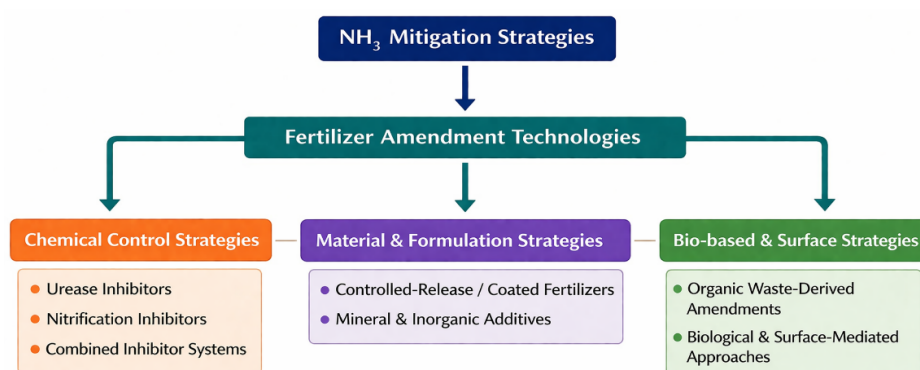 NH₃ Mitigation Strategies
Fertilizer Amendment Technologies
Chemical Control Strategies
Urease Inhibitors
Nitrification Inhibitors
Combined Inhibitor Systems
Material & Formulation Strategies
Controlled-Release / Coated Fertilizers
Mineral & Inorganic Additives
Bio-based & Surface Strategies
Organic Waste-Derived
Amendments
Biological & Surface-Mediated
Approaches